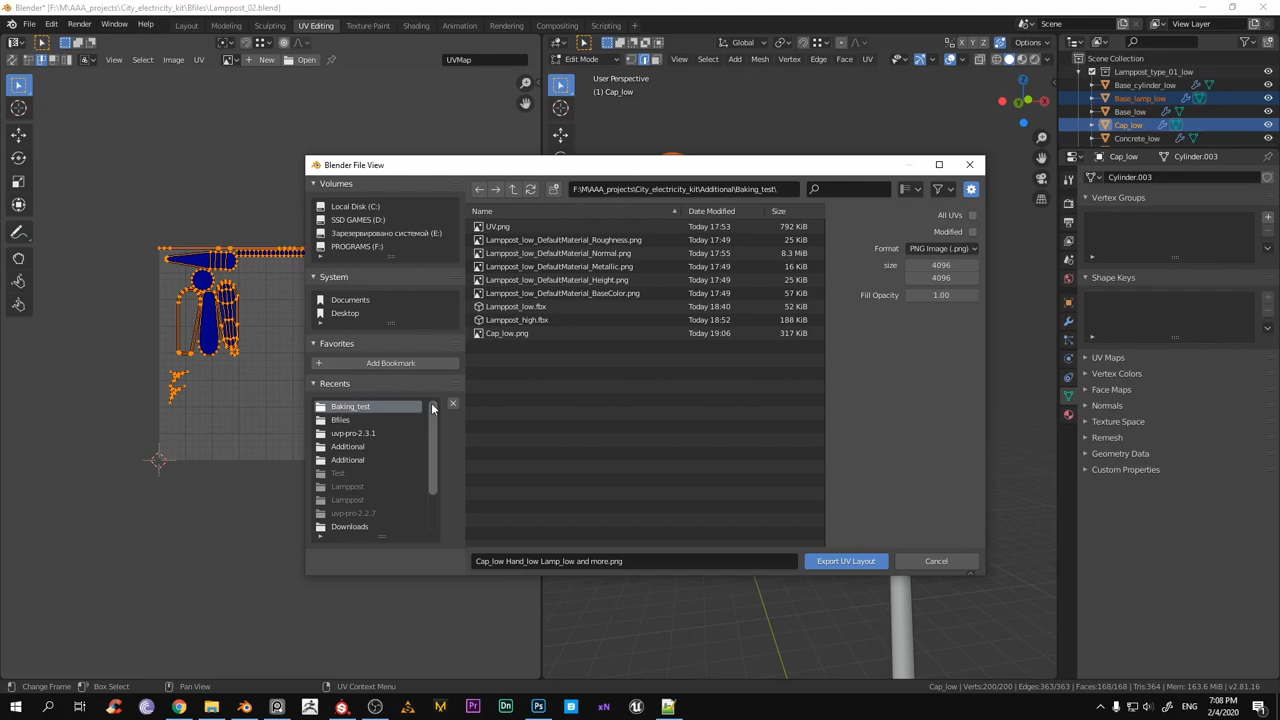 Blender* [F:\M\AAA_projects\City_electricity_kit\Bfiles\Lamppost_02.blend]
File Edit Render Window Help Layout Modeling Sculpting UV Editing Texture Paint Shading Animation Rendering Compositing Scripting Scene View Layer
View Select Image UV New Open UVMap Edit Mode View Select Add Mesh Vertex Edge Face UV Global Options
User Perspective
(1) Cap_low
Scene Collection
Lamppost_type_01_low
Base_cylinder_low
Base_lamp_low
Base_low
Cap_low
Concrete_low
Cap_low Cylinder.003
Cylinder.003
Vertex Groups
Shape Keys
UV Maps
Vertex Colors
Face Maps
Normals
Texture Space
Remesh
Geometry Data
Custom Properties
Blender File View
Volumes
Local Disk (C:)
SSD GAMES (D:)
Зарезервировано системой (E:)
PROGRAMS (F:)
System
Documents
Desktop
Favorites
Add Bookmark
Recents
Baking_test
Bfiles
uvp-pro-2.3.1
Additional
Additional
Test
Lamppost
Lamppost
uvp-pro-2.2.7
Downloads
F:\M\AAA_projects\City_electricity_kit\Additional\Baking_test\
Name Date Modified Size
UV.png Today 17:53 792 KiB
Lamppost_low_DefaultMaterial_Roughness.png Today 17:49 25 KiB
Lamppost_low_DefaultMaterial_Normal.png Today 17:55 8.3 MiB
Lamppost_low_DefaultMaterial_Metallic.png Today 17:49 16 KiB
Lamppost_low_DefaultMaterial_Height.png Today 17:49 25 KiB
Lamppost_low_DefaultMaterial_BaseColor.png Today 17:49 57 KiB
Lamppost_low.fbx Today 18:40 52 KiB
Lamppost_high.fbx Today 18:52 188 KiB
Cap_low.png Today 19:06 317 KiB
All UVs
Modified
Format PNG Image (.png)
size 4096
4096
Fill Opacity 1.00
Cap_low Hand_low Lamp_low and more.png Export UV Layout Cancel
Change Frame Box Select Pan View UV Context Menu Cap_low | Verts:200/200 | Edges:363/363 | Faces:168/168 | Tris:364 | Mem: 163.6 MiB | v2.81.16
7:08 PM
2/4/2020